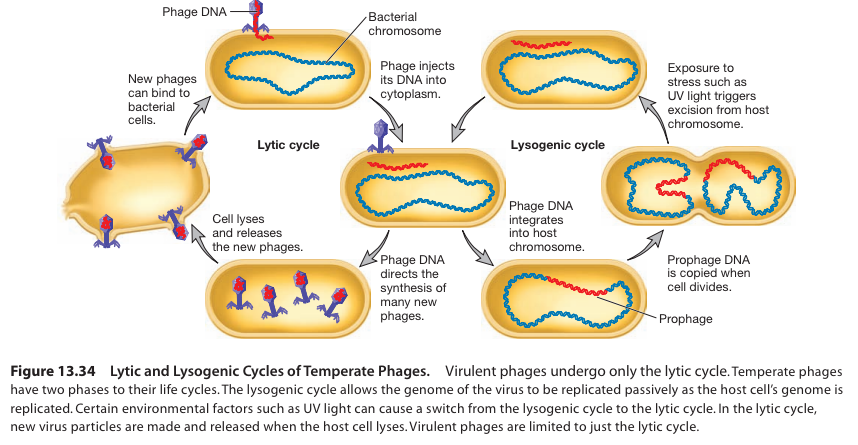 Phage DNA
Bacterial
chromosome
Phage injects
its DNA into
cytoplasm.
New phages
can bind to
bacterial
cells.
Exposure to
stress such as
UV light triggers
excision from host
chromosome.
Lytic cycle
Lysogenic cycle
Cell lyses
and releases
the new phages.
Phage DNA
directs the
synthesis of
many new
phages.
Phage DNA
integrates
into host
chromosome.
Prophage DNA
is copied when
cell divides.
Prophage
Figure 13.34 Lytic and Lysogenic Cycles of Temperate Phages. Virulent phages undergo only the lytic cycle. Temperate phages
have two phases to their life cycles. The lysogenic cycle allows the genome of the virus to be replicated passively as the host cell's genome is
replicated. Certain environmental factors such as UV light can cause a switch from the lysogenic cycle to the lytic cycle. In the lytic cycle,
new virus particles are made and released when the host cell lyses. Virulent phages are limited to just the lytic cycle.